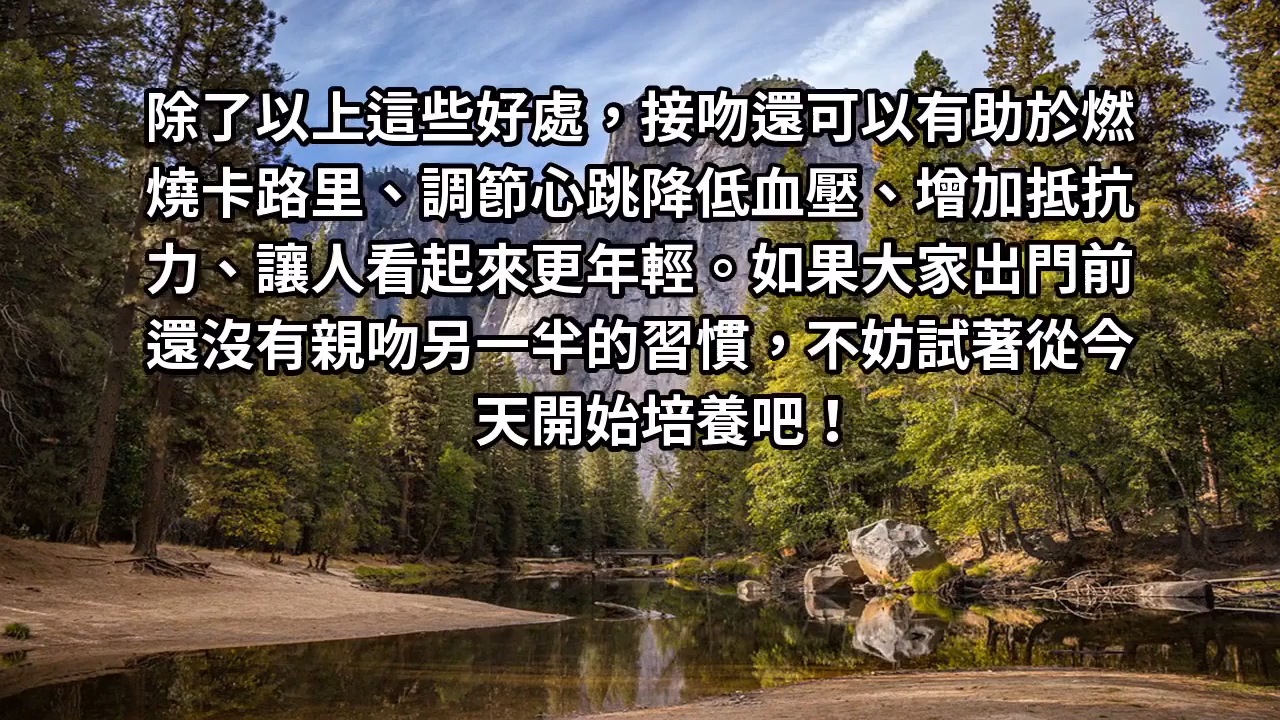 除了以上這些好處，接吻還可以有助於燃
燒卡路里、調節心跳降低血壓、增加抵抗
力、讓人看起來更年輕。如果大家出門前
還沒有親吻另一半的習慣，不妨試著從今
天開始培養吧！